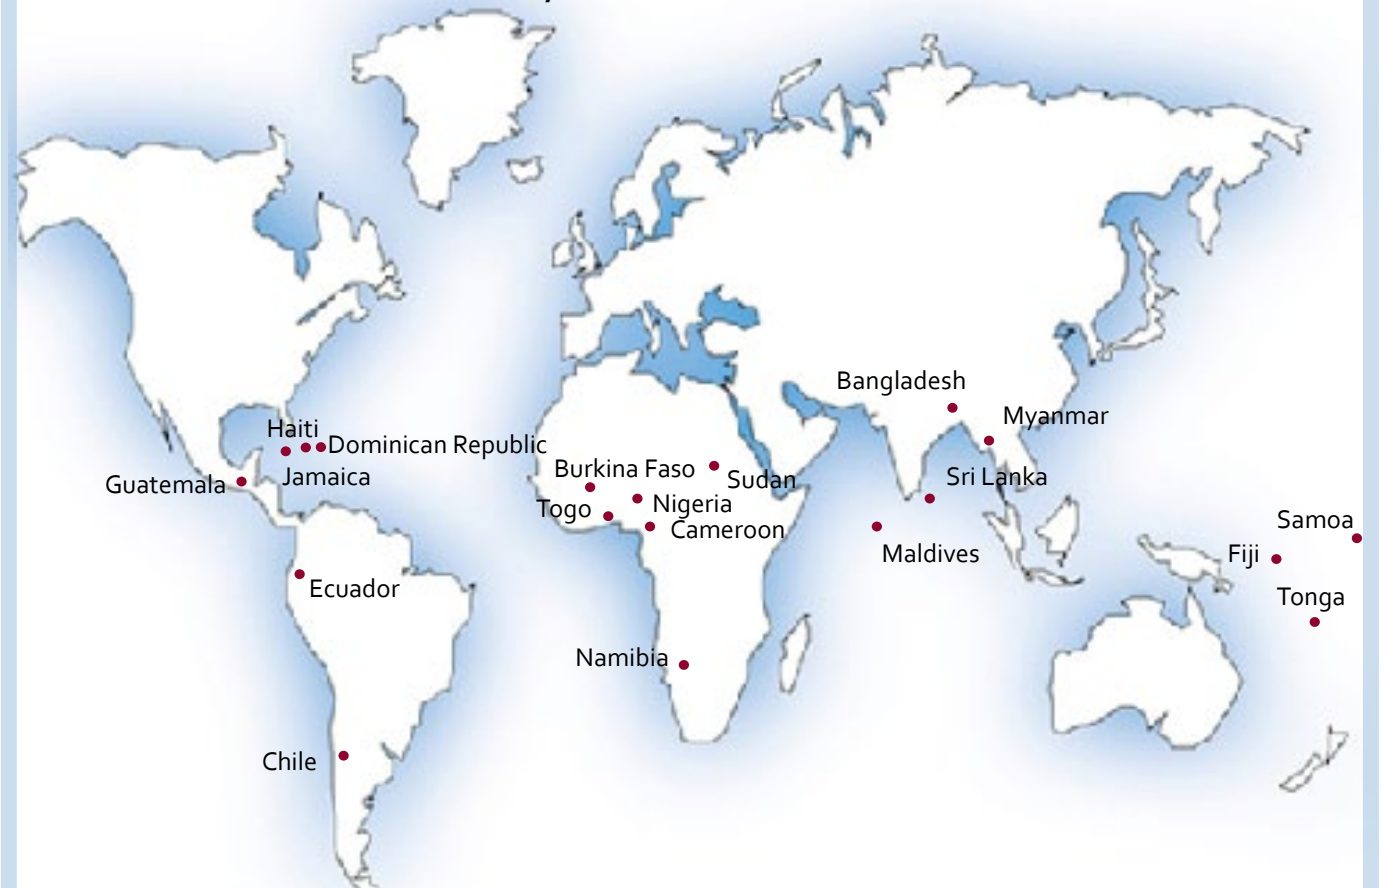 Bangladesh
Myanmar
Haiti
Dominican Republic
Jamaica
Guatemala
Burkina Faso
Sudan
Sri Lanka
Togo
Nigeria
Cameroon
Samoa
Fiji
Maldives
Ecuador
Tonga
Namibia
Chile